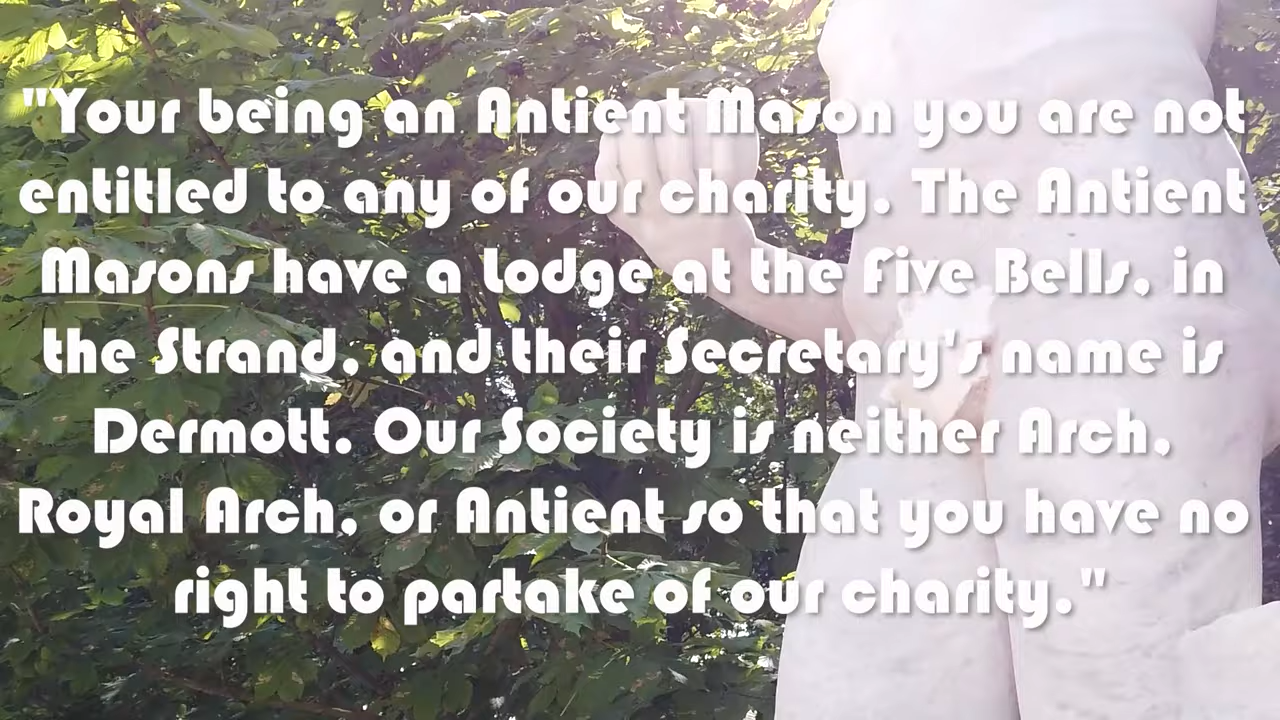 "Your being an Antient Mason you are not
entitled to any of our charity. The Antient
Masons have a Lodge at the Five Bells, in
the Strand, and their Secretary's name is
Dermott. Our Society is neither Arch,
Royal Arch, or Antient so that you have no
right to partake of our charity."